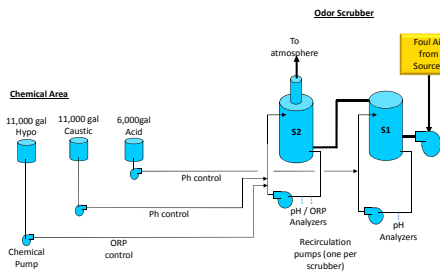 Odor Scrubber
To
atmosphere
Foul Air
from
Source
Chemical Area
11,000 gal
Hypo
11,000 gal
Caustic
6,000gal
Acid
S2
S1
Ph control
Ph control
ORP
control
Chemical
Pump
pH / ORP
Analyzers
Recirculation
pumps (one per
scrubber)
pH
Analyzers